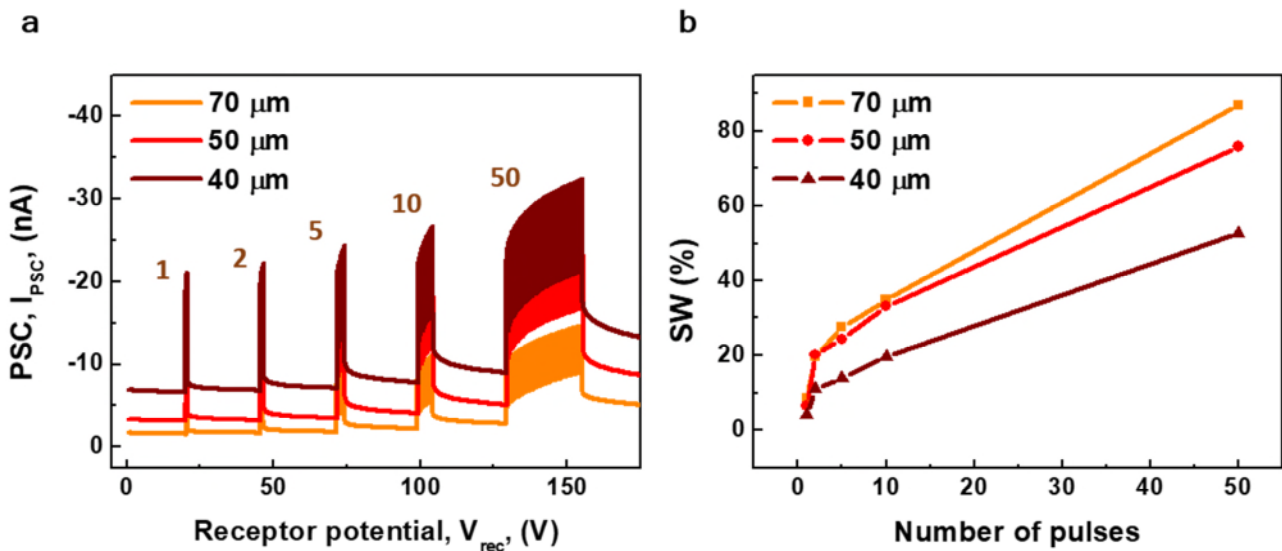 a
-40
-30
-20
-10
0
PSC, I_PSC, (nA)
70 μm
50 μm
40 μm
1
2
5
10
50
0
50
100
150
Receptor potential, V_rec, (V)
b
80
60
40
20
0
SW (%)
70 μm
50 μm
40 μm
0
10
20
30
40
50
Number of pulses